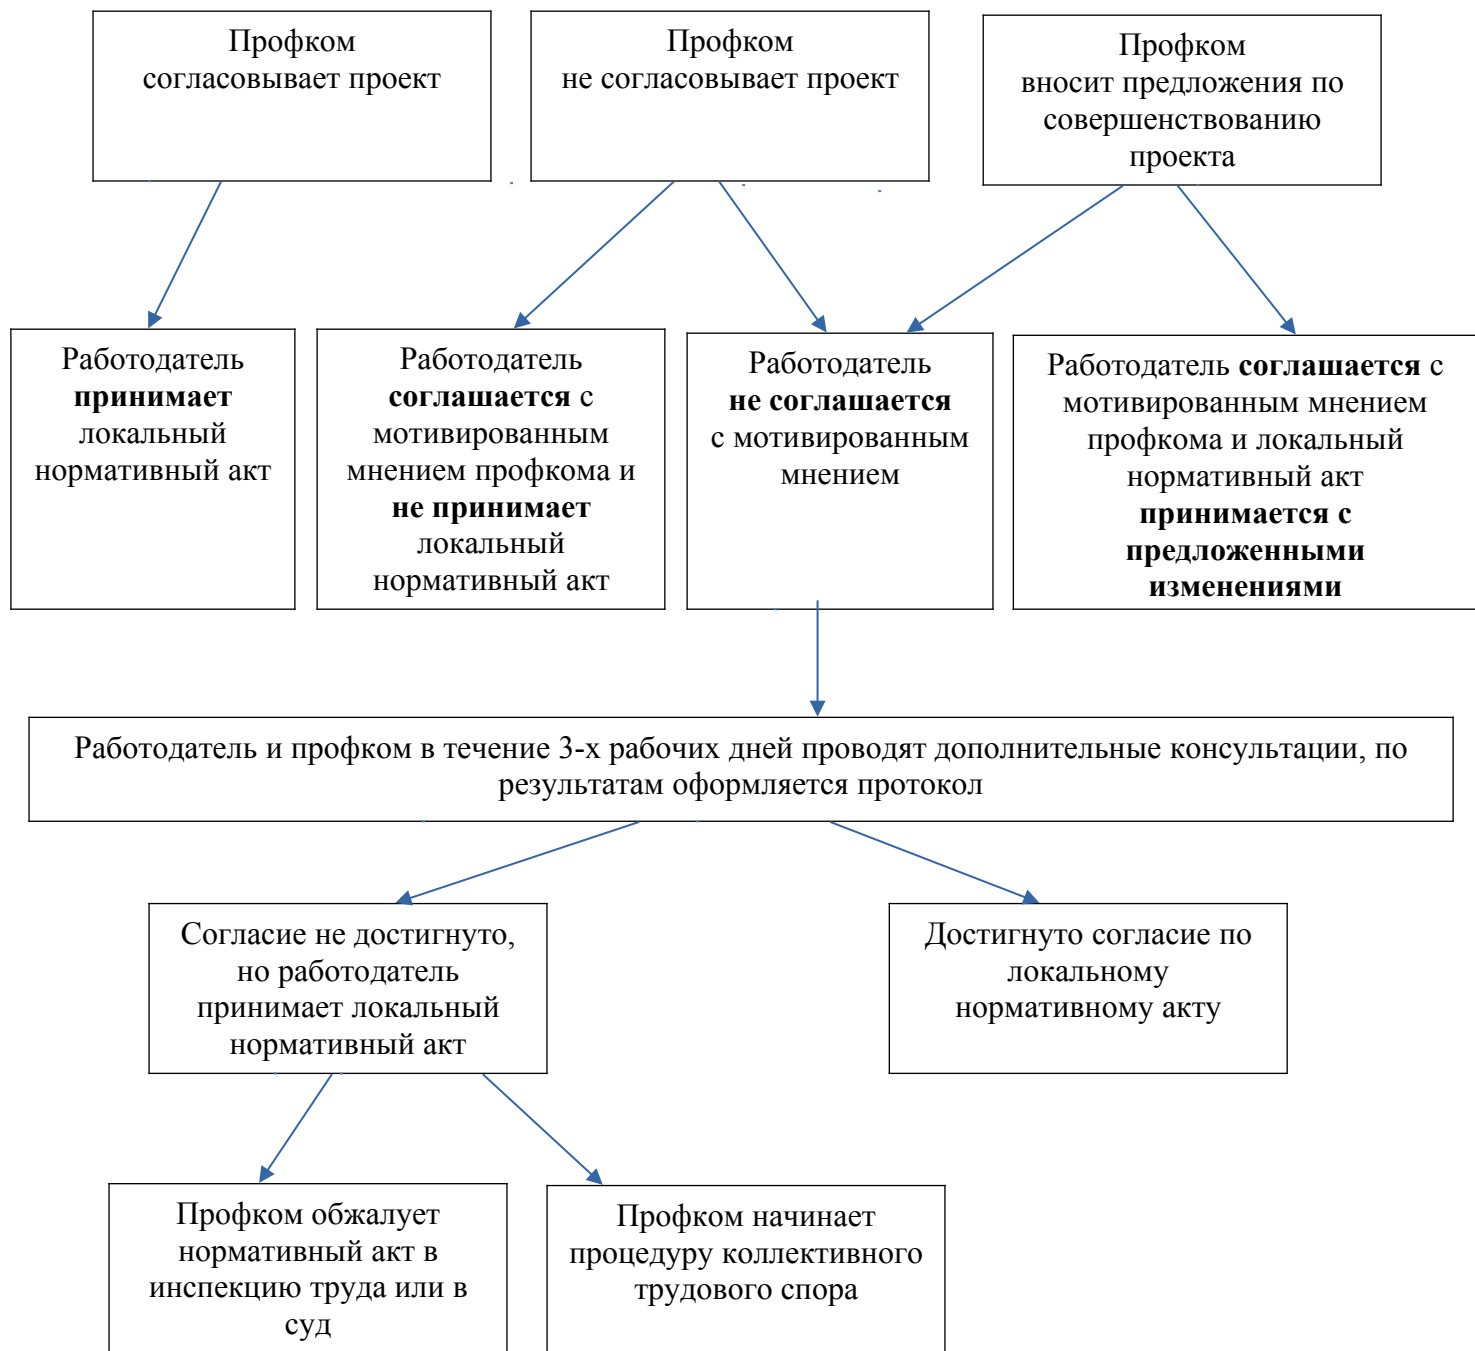 Профком
согласовывает проект
Профком
не согласовывает проект
Профком
вносит предложения по
совершенствованию
проекта
Работодатель
принимает
локальный
нормативный акт
Работодатель
соглашается с
мотивированным
мнением профкома и
не принимает
локальный
нормативный акт
Работодатель
не соглашается
с мотивированным
мнением
Работодатель соглашается с
мотивированным мнением
профкома и локальный
нормативный акт
принимается с
предложенными
изменениями
Работодатель и профком в течение 3-х рабочих дней проводят дополнительные консультации, по
результатам оформляется протокол
Согласие не достигнуто,
но работодатель
принимает локальный
нормативный акт
Достигнуто согласие по
локальному
нормативному акту
Профком обжалует
нормативный акт в
инспекцию труда или в
суд
Профком начинает
процедуру коллективного
трудового спора